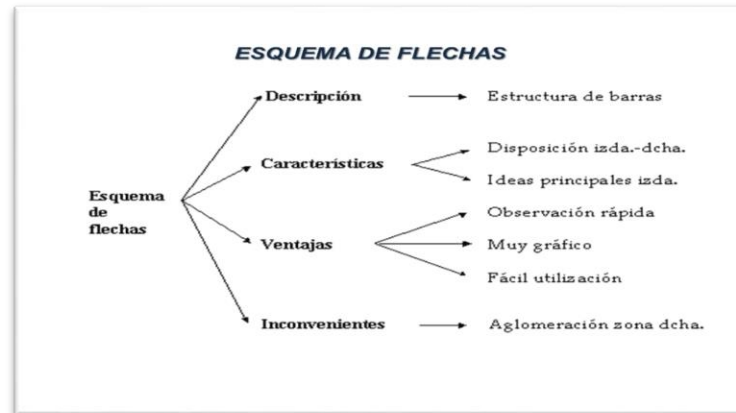 ESQUEMA DE FLECHAS
Descripción
Estructura de barras
Características
Disposición izda.-dcha.
Ideas principales izda.
Esquema
de
flechas
Ventajas
Observación rápida
Muy gráfico
Fácil utilización
Inconvenientes
Aglomeración zona dcha.